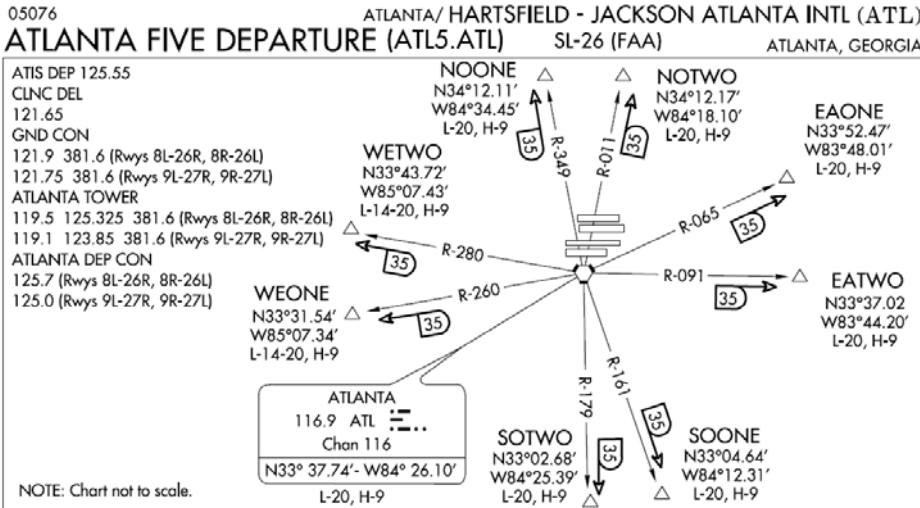 05076
ATLANTA/ HARTSFIELD - JACKSON ATLANTA INTL (ATL)
ATLANTA FIVE DEPARTURE (ATL5.ATL)
SL-26 (FAA)
ATLANTA, GEORGIA
ATIS DEP 125.55
CLNC DEL
121.65
GND CON
121.9 381.6 (Rwys 8L-26R, 8R-26L)
121.75 381.6 (Rwys 9L-27R, 9R-27L)
ATLANTA TOWER
119.5 125.325 381.6 (Rwys 8L-26R, 8R-26L)
119.1 123.85 381.6 (Rwys 9L-27R, 9R-27L)
ATLANTA DEP CON
125.7 (Rwys 8L-26R, 8R-26L)
125.0 (Rwys 9L-27R, 9R-27L)
NOONE
N34°12.11′
W84°34.45′
L-20, H-9
35
R-349
NOTWO
N34°12.17′
W84°18.10′
L-20, H-9
35
R-011
EAONE
N33°52.47′
W83°48.01′
L-20, H-9
35
R-065
WETWO
N33°43.72′
W85°07.43′
L-14-20, H-9
35
R-280
WEONE
N33°31.54′
W85°07.34′
L-14-20, H-9
35
R-260
R-091
35
EATWO
N33°37.02
W83°44.20′
L-20, H-9
ATLANTA
116.9 ATL
Chan 116
N33° 37.74′- W84° 26.10′
L-20, H-9
R-179
35
SOTWO
N33°02.68′
W84°25.39′
L-20, H-9
R-161
35
SOONE
N33°04.64′
W84°12.31′
L-20, H-9
NOTE: Chart not to scale.